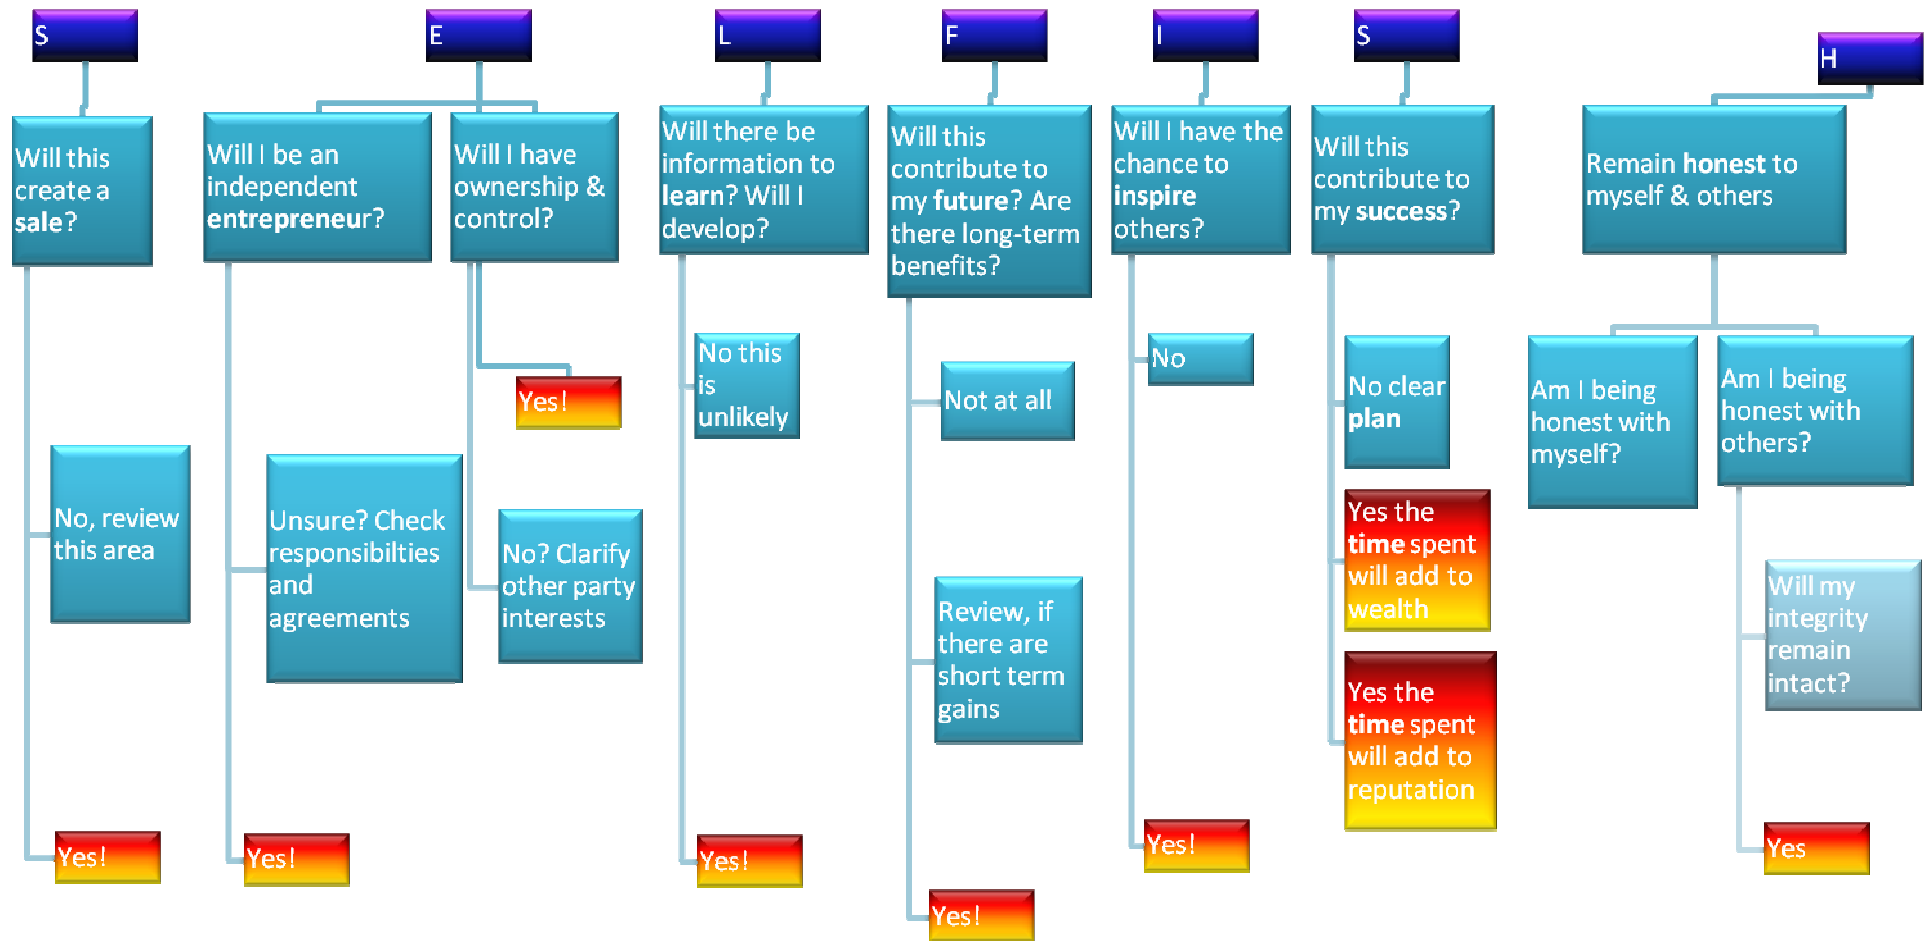 S
Will this
create a
sale?
No, review
this area
Yes!
E
Will I be an
independent
entrepreneur?
Unsure? Check
responsibilties
and
agreements
Yes!
Will I have
ownership &
control?
Yes!
No? Clarify
other party
interests
L
Will there be
information to
learn? Will I
develop?
No this
is
unlikely
Yes!
F
Will this
contribute to
my future? Are
there long-term
benefits?
Not at all
Review, if
there are
short term
gains
Yes!
I
Will I have the
chance to
inspire
others?
No
Yes!
S
Will this
contribute to
my success?
No clear
plan
Yes the
time spent
will add to
wealth
Yes the
time spent
will add to
reputation
H
Remain honest to
myself & others
Am I being
honest with
myself?
Am I being
honest with
others?
Will my
integrity
remain
intact?
Yes